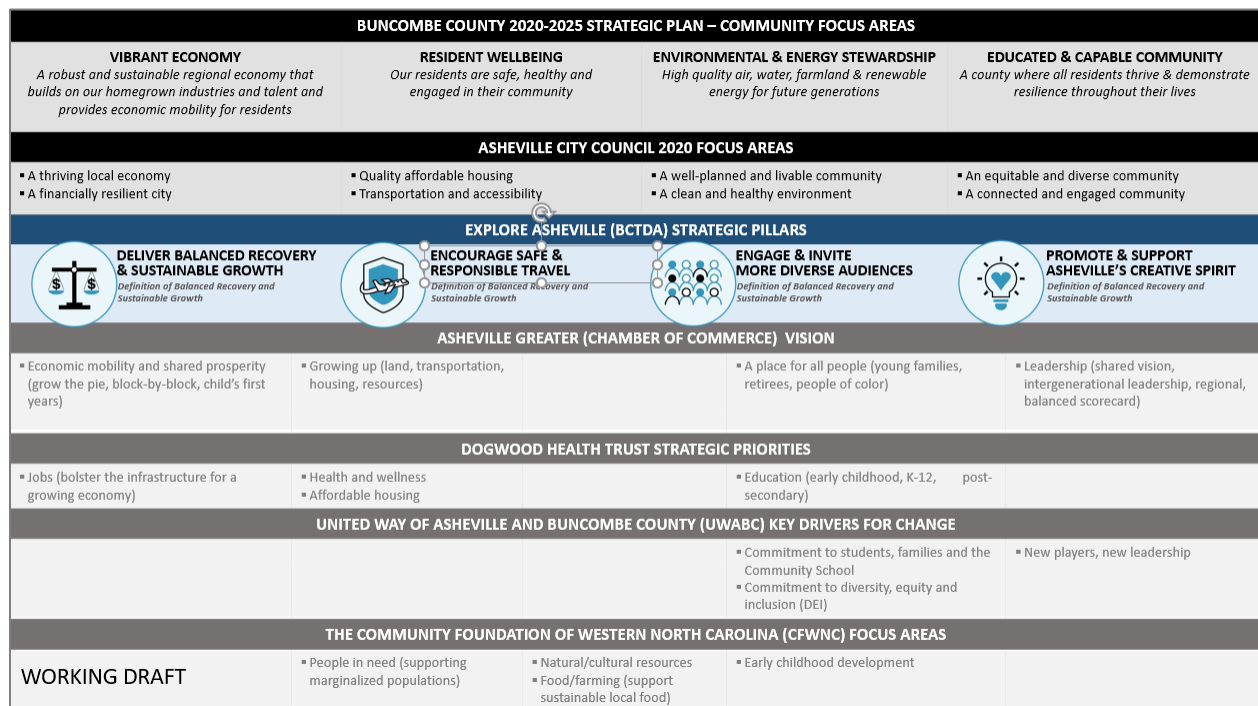 BUNCOMBE COUNTY 2020-2025 STRATEGIC PLAN – COMMUNITY FOCUS AREAS
VIBRANT ECONOMY
A robust and sustainable regional economy that
builds on our homegrown industries and talent and
provides economic mobility for residents
RESIDENT WELLBEING
Our residents are safe, healthy and
engaged in their community
ENVIRONMENTAL & ENERGY STEWARDSHIP
High quality air, water, farmland & renewable
energy for future generations
EDUCATED & CAPABLE COMMUNITY
A county where all residents thrive & demonstrate
resilience throughout their lives
ASHEVILLE CITY COUNCIL 2020 FOCUS AREAS
▪ A thriving local economy
▪ A financially resilient city
▪ Quality affordable housing
▪ Transportation and accessibility
▪ A well-planned and livable community
▪ A clean and healthy environment
▪ An equitable and diverse community
▪ A connected and engaged community
EXPLORE ASHEVILLE (BCTDA) STRATEGIC PILLARS
$ $
DELIVER BALANCED RECOVERY
& SUSTAINABLE GROWTH
Definition of Balanced Recovery and
Sustainable Growth
ENCOURAGE SAFE &
RESPONSIBLE TRAVEL
Definition of Balanced Recovery and
Sustainable Growth
ENGAGE & INVITE
MORE DIVERSE AUDIENCES
Definition of Balanced Recovery and
Sustainable Growth
PROMOTE & SUPPORT
ASHEVILLE'S CREATIVE SPIRIT
Definition of Balanced Recovery and
Sustainable Growth
ASHEVILLE GREATER (CHAMBER OF COMMERCE) VISION
▪ Economic mobility and shared prosperity
(grow the pie, block-by-block, child's first
years)
▪ Growing up (land, transportation,
housing, resources)
▪ A place for all people (young families,
retirees, people of color)
▪ Leadership (shared vision,
intergenerational leadership, regional,
balanced scorecard)
DOGWOOD HEALTH TRUST STRATEGIC PRIORITIES
▪ Jobs (bolster the infrastructure for a
growing economy)
▪ Health and wellness
▪ Affordable housing
▪ Education (early childhood, K-12, post-
secondary)
UNITED WAY OF ASHEVILLE AND BUNCOMBE COUNTY (UWABC) KEY DRIVERS FOR CHANGE
▪ Commitment to students, families and the
Community School
▪ Commitment to diversity, equity and
inclusion (DEI)
▪ New players, new leadership
THE COMMUNITY FOUNDATION OF WESTERN NORTH CAROLINA (CFWNC) FOCUS AREAS
WORKING DRAFT
▪ People in need (supporting
marginalized populations)
▪ Natural/cultural resources
▪ Food/farming (support
sustainable local food)
▪ Early childhood development